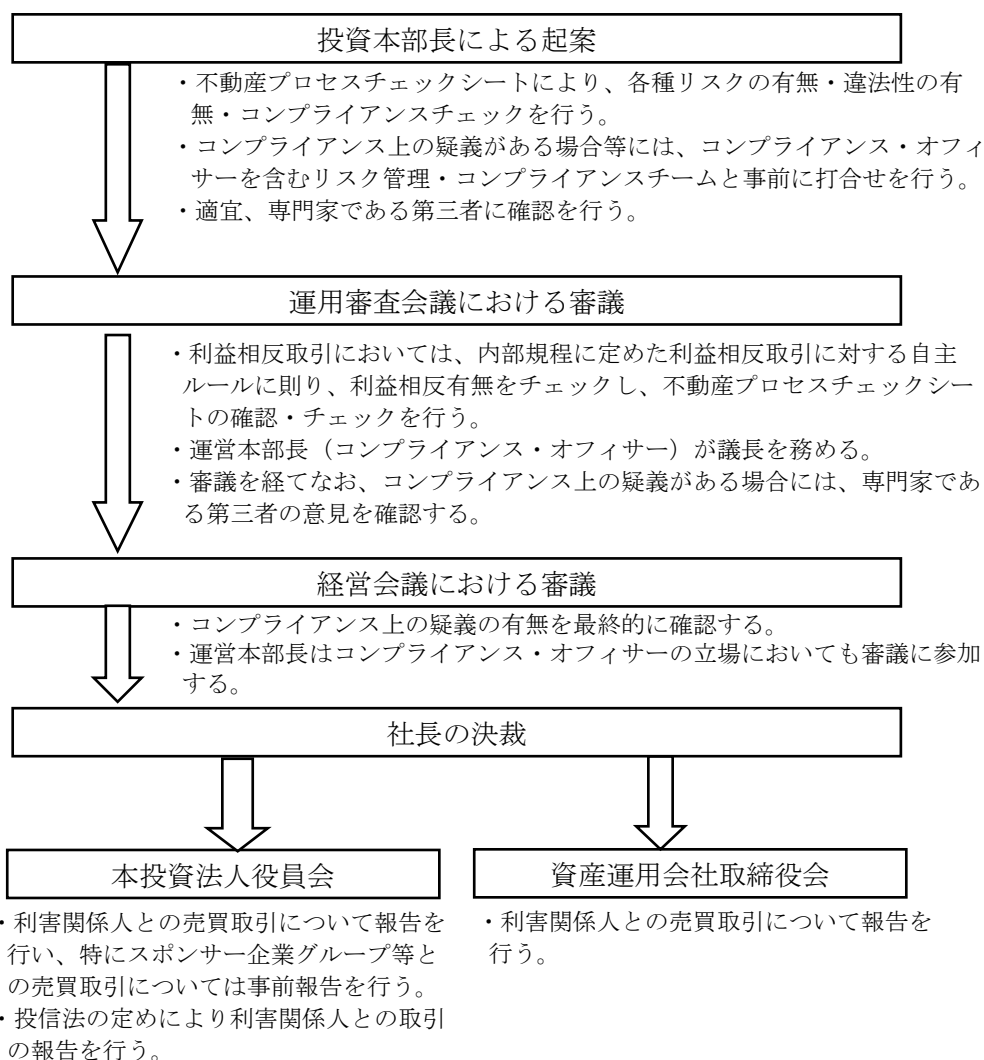 投資本部長による起案
・不動産プロセスチェックシートにより、各種リスクの有無・違法性の有
無・コンプライアンスチェックを行う。
・コンプライアンス上の疑義がある場合等には、コンプライアンス・オフィ
サーを含むリスク管理・コンプライアンスチームと事前に打合せを行う。
・適宜、専門家である第三者に確認を行う。
運用審査会議における審議
・利益相反取引においては、内部規程に定めた利益相反取引に対する自主
ルールに則り、利益相反有無をチェックし、不動産プロセスチェックシー
トの確認・チェックを行う。
・運営本部長（コンプライアンス・オフィサー）が議長を務める。
・審議を経てなお、コンプライアンス上の疑義がある場合には、専門家であ
る第三者の意見を確認する。
経営会議における審議
・コンプライアンス上の疑義の有無を最終的に確認する。
・運営本部長はコンプライアンス・オフィサーの立場においても審議に参加
する。
社長の決裁
本投資法人役員会
・利害関係人との売買取引について報告を
行い、特にスポンサー企業グループ等と
の売買取引については事前報告を行う。
・投信法の定めにより利害関係人との取引
の報告を行う。
資産運用会社取締役会
・利害関係人との売買取引について報告を
行う。